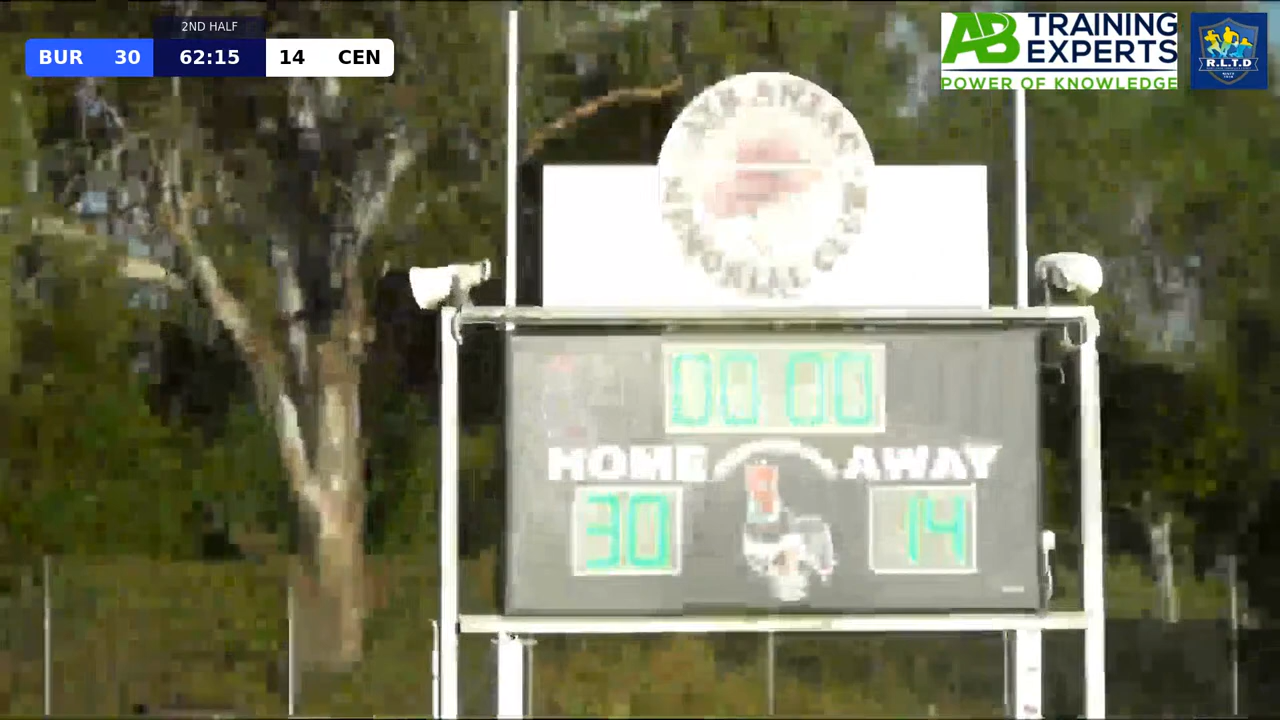 2ND HALF
BUR 30 62:15 14 CEN
AB TRAINING EXPERTS
POWER OF KNOWLEDGE
R.L.T.D
MEMORIAL
00 00
HOME AWAY
30 14